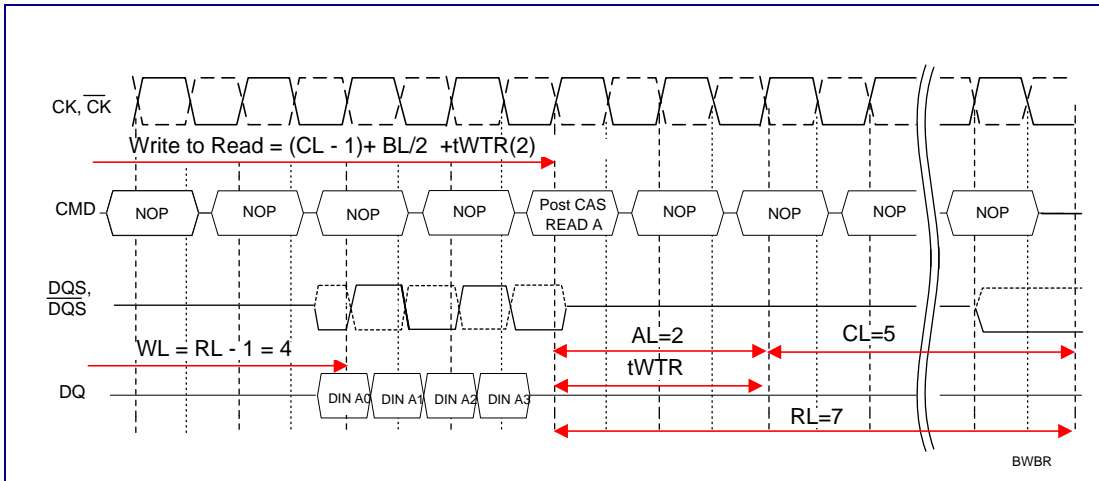 CK, CK
Write to Read = (CL - 1)+ BL/2 +tWTR(2)
CMD
NOP
NOP
NOP
NOP
Post CAS
READ A
NOP
NOP
NOP
NOP
DQS,
DQS
WL = RL - 1 = 4
AL=2
CL=5
tWTR
DQ
DIN A0
DIN A1
DIN A2
DIN A3
RL=7
BWBR